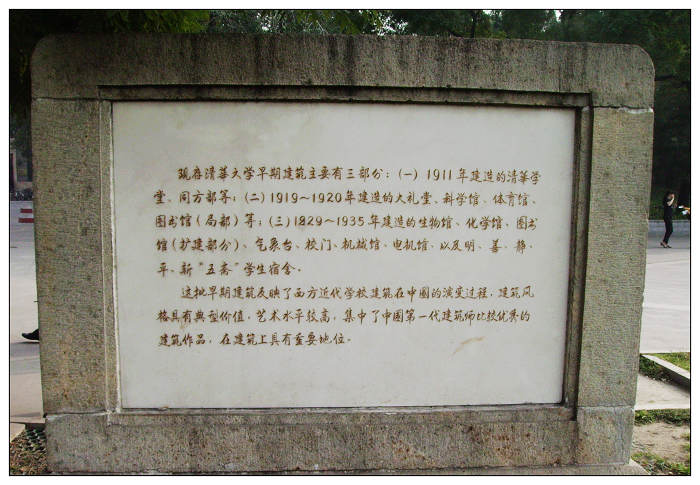 现存清華大学早期建筑主要有三部分：(一) 1911年建造的清華学
堂、同方部等；(二) 1919～1920年建造的大礼堂、科学馆、体育馆、
图书馆(局部)等；(三) 1829～1935年建造的生物馆、化学馆、图书
馆(扩建部分)、气象台、校门、机械馆、电机馆、以及明、善、静、
平、新“五斋”学生宿舍。
这批早期建筑反映了西方近代学校建筑在中國的演变过程，建筑风
格具有典型价值，艺术水平较高，集中了中國第一代建筑师比较优秀的
建筑作品，在建筑上具有重要地位。